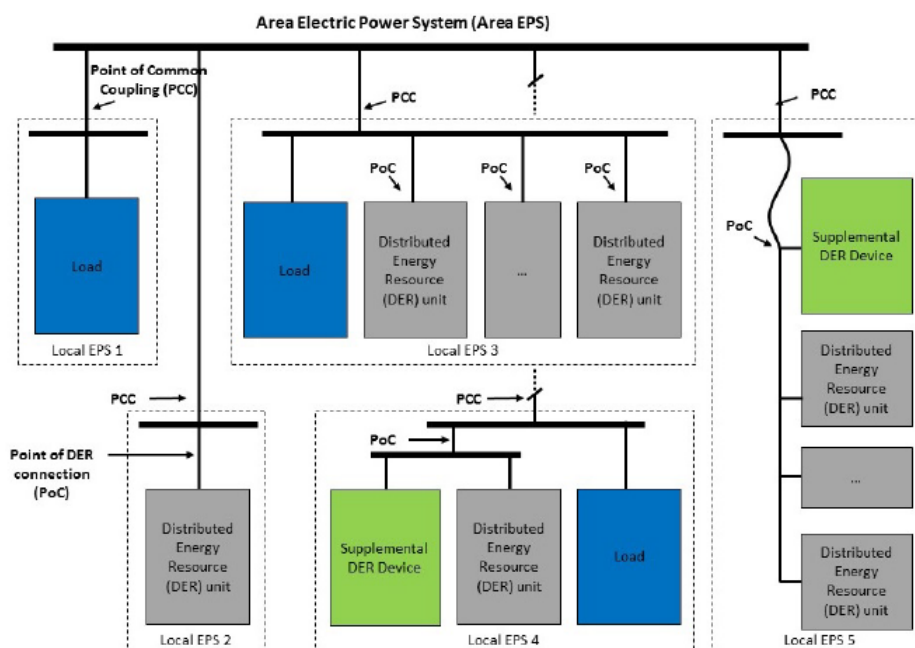 Area Electric Power System (Area EPS)
Point of Common
Coupling (PCC)
PCC
PCC
PoC
PoC
PoC
Load
Load
Distributed
Energy
Resource
(DER) unit
...
Distributed
Energy
Resource
(DER) unit
Local EPS 1
Local EPS 3
PoC
Supplemental
DER Device
Distributed
Energy
Resource
(DER) unit
...
Distributed
Energy
Resource
(DER) unit
Local EPS 5
PCC
Point of DER
connection
(PoC)
Distributed
Energy
Resource
(DER) unit
Local EPS 2
PCC
PoC
Supplemental
DER Device
Distributed
Energy
Resource
(DER) unit
Load
Local EPS 4